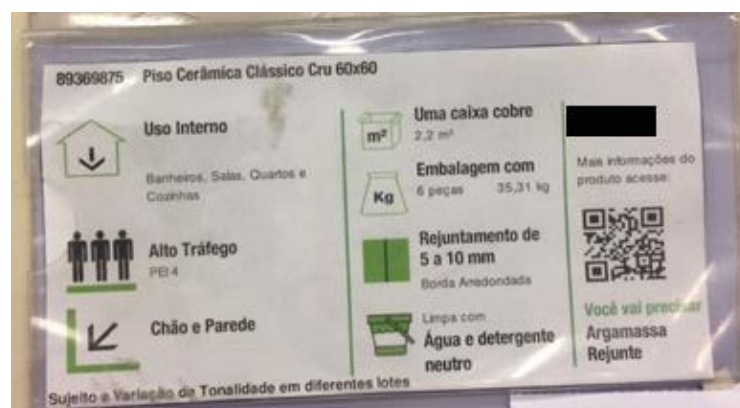 89369875 Piso Cerâmica Clássico Cru 60x60
Uso Interno
Banheiros, Salas, Quartos e
Cozinhas
Alto Tráfego
PEI 4
Chão e Parede
m²
Uma caixa cobre
2,2 m²
Kg
Embalagem com
6 peças 35,31 kg
Rejuntamento de
5 a 10 mm
Borda Arredondada
Limpa com
Água e detergente
neutro
Mais informações do
produto acesse:
Você vai precisar
Argamassa
Rejunte
Sujeito a Variação de Tonalidade em diferentes lotes